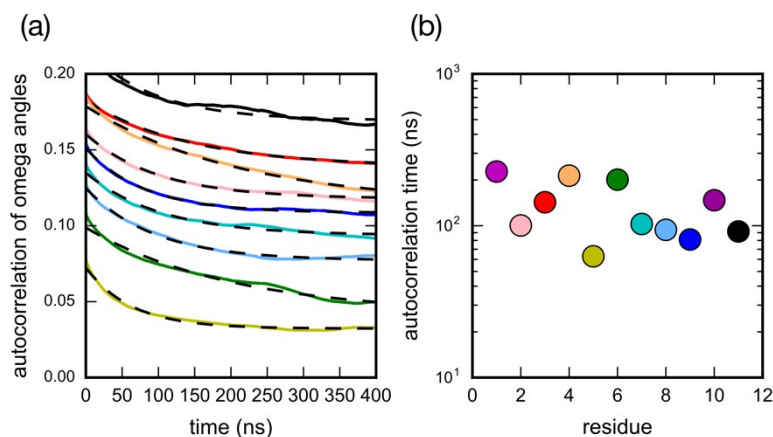 (a)
autocorrelation of omega angles
0.20
0.15
0.10
0.05
0.00
0 50 100 150 200 250 300 350 400
time (ns)
(b)
autocorrelation time (ns)
10³
10²
10¹
0 2 4 6 8 10 12
residue